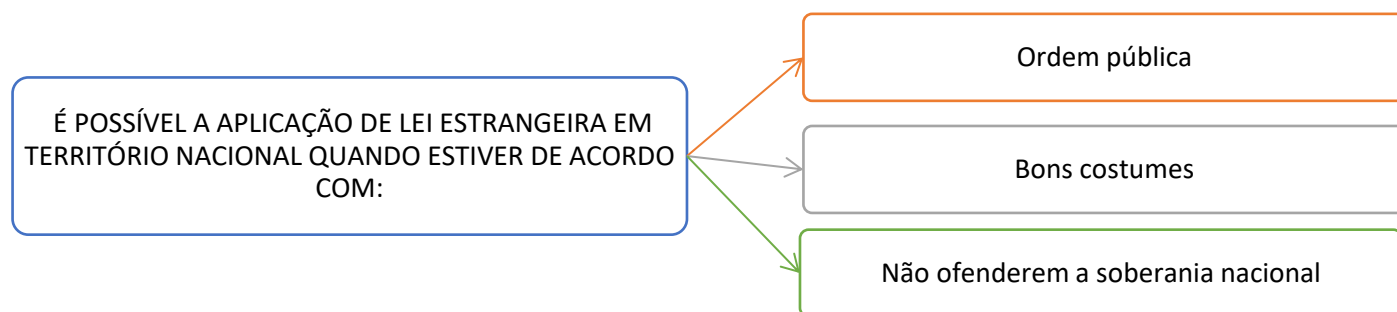 É POSSÍVEL A APLICAÇÃO DE LEI ESTRANGEIRA EM
TERRITÓRIO NACIONAL QUANDO ESTIVER DE ACORDO
COM:
Ordem pública
Bons costumes
Não ofenderem a soberania nacional